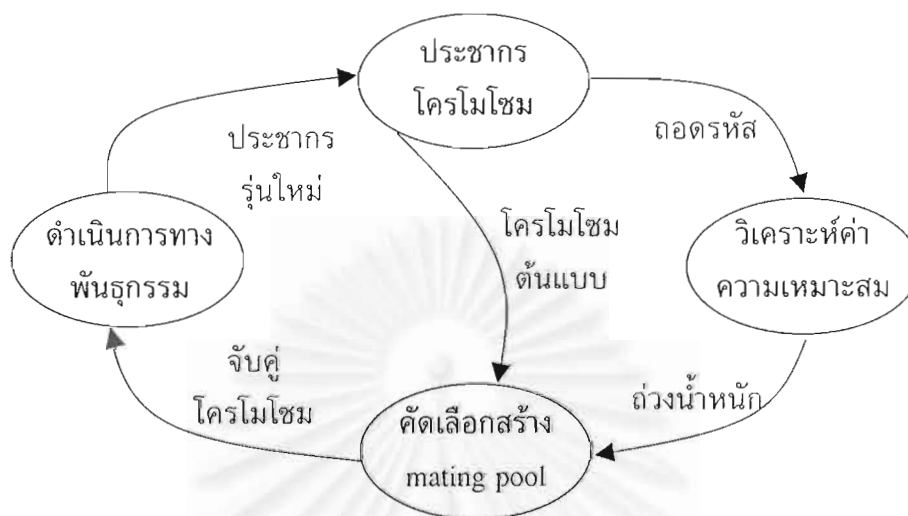 ประชากร
โครโมโซม
ถอดรหัส
ประชากร
รุ่นใหม่
ดำเนินการทาง
พันธุกรรม
โครโมโซม
ต้นแบบ
วิเคราะห์ค่า
ความเหมาะสม
จับคู่
โครโมโซม
ถ่วงน้ำหนัก
คัดเลือกสร้าง
mating pool